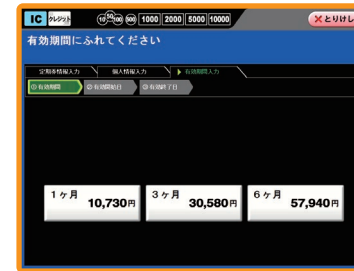 IC クレジット 10 50 100 500 1000 2000 5000 10000 ×とりけし
有効期間にふれてください
定期券情報入力 個人情報入力 ▶ 有効期間入力
①有効期間 ②有効開始日 ③有効終了日
1ヶ月 10,730円 3ヶ月 30,580円 6ヶ月 57,940円